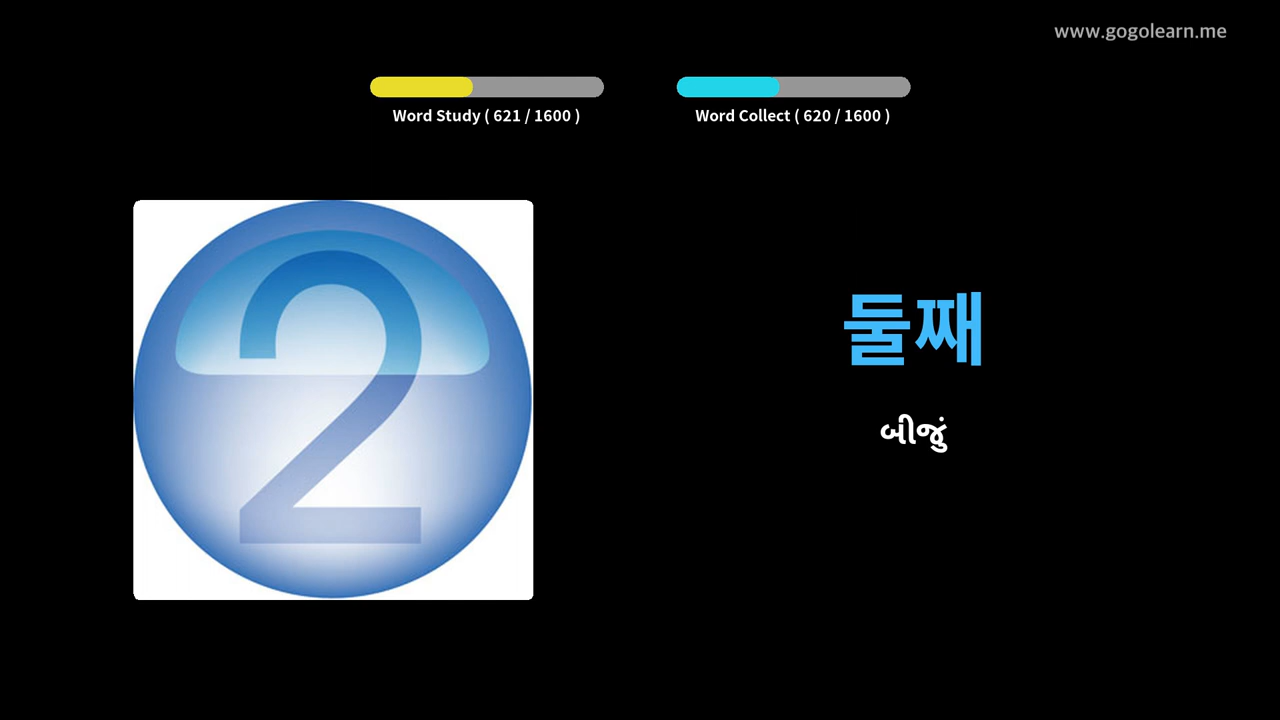 www.gogolearn.me
Word Study ( 621 / 1600 )
Word Collect ( 620 / 1600 )
2
둘째
બીજું